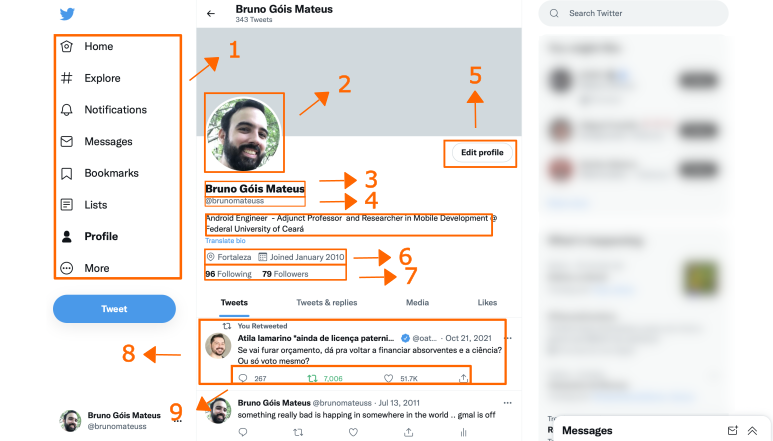 Home
Explore
Notifications
Messages
Bookmarks
Lists
Profile
More
Tweet
Bruno Góis Mateus
@brunomateuss
...
Bruno Góis Mateus
343 Tweets
1
2
5
Edit profile
Bruno Góis Mateus
3
@brunomateuss
4
Android Engineer - Adjunct Professor and Researcher in Mobile Development @
Federal University of Ceará
Translate bio
Fortaleza Joined January 2010
6
96 Following 79 Followers
7
Tweets Tweets & replies Media Likes
You Retweeted
Atila Iamarino "ainda de licença paterni... @oat... · Oct 21, 2021 ...
Se vai furar orçamento, dá pra voltar a financiar absorventes e a ciência?
Ou só voto mesmo?
8
267 7,006 51.7K
9
Bruno Góis Mateus @brunomateuss · Jul 13, 2011 ...
something really bad is happing in somewhere in the world .. gmal is off
Search Twitter
Messages